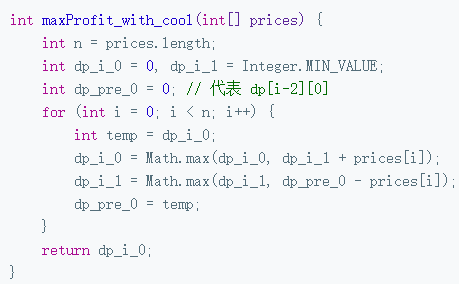 int maxProfit_with_cool(int[] prices) {
    int n = prices.length;
    int dp_i_0 = 0, dp_i_1 = Integer.MIN_VALUE;
    int dp_pre_0 = 0; // 代表 dp[i-2][0]
    for (int i = 0; i < n; i++) {
        int temp = dp_i_0;
        dp_i_0 = Math.max(dp_i_0, dp_i_1 + prices[i]);
        dp_i_1 = Math.max(dp_i_1, dp_pre_0 - prices[i]);
        dp_pre_0 = temp;
    }
    return dp_i_0;
}